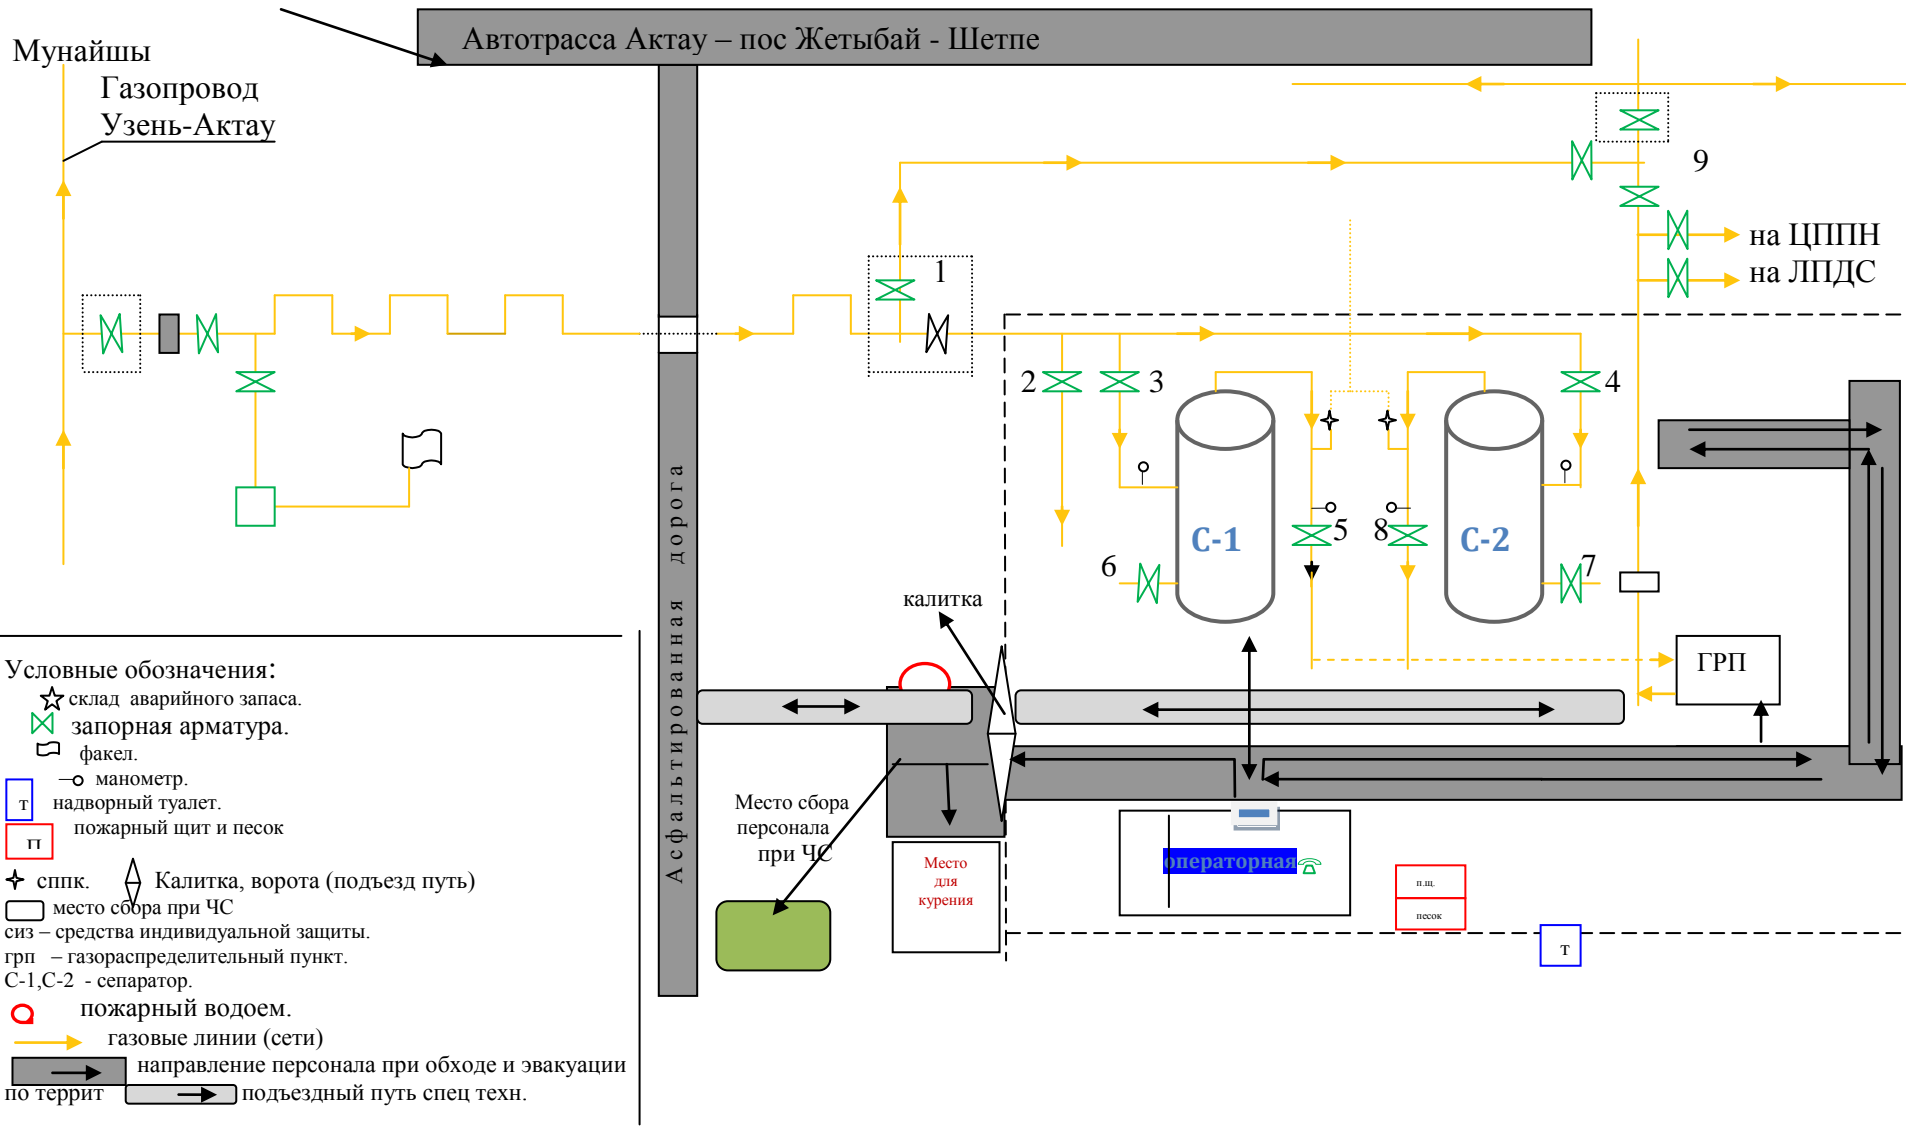 Автотрасса Актау – пос Жетыбай - Шетпе
Мунайшы
Газопровод
Узень-Актау
9
на ЦППН
на ЛПДС
1
2
3
4
5
8
6
7
С-1
С-2
Асфальтированная дорога
калитка
ГРП
Место сбора
персонала
при ЧС
Место
для
курения
операторная
п.щ.
песок
т
Условные обозначения:
склад аварийного запаса.
запорная арматура.
факел.
манометр.
т
надворный туалет.
пожарный щит и песок
П
сппк.
Калитка, ворота (подъезд путь)
место сбора при ЧС
сиз – средства индивидуальной защиты.
грп – газораспределительный пункт.
С-1,С-2 - сепаратор.
пожарный водоем.
газовые линии (сети)
направление персонала при обходе и эвакуации
по террит
подъездный путь спец техн.